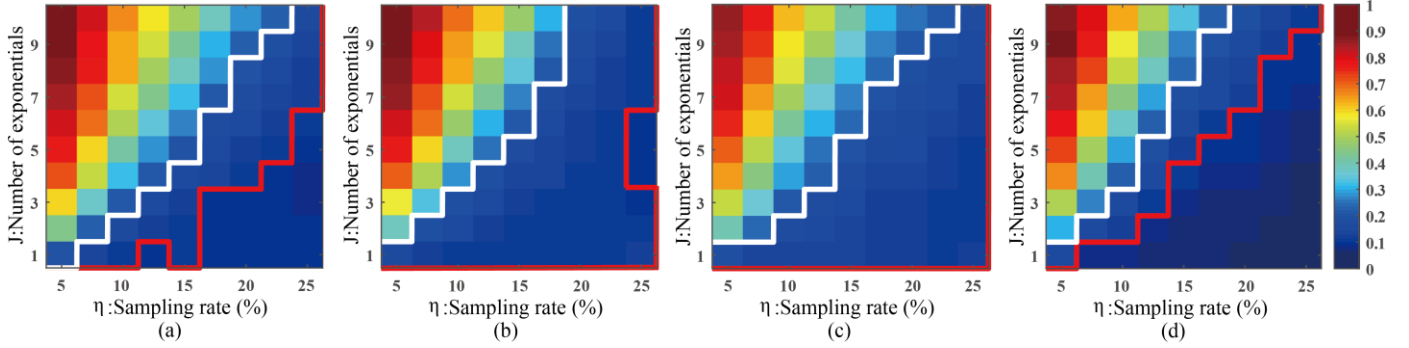 J:Number of exponentials
9
7
5
3
1
5 10 15 20 25
η:Sampling rate (%)
(a)
J:Number of exponentials
9
7
5
3
1
5 10 15 20 25
η:Sampling rate (%)
(b)
J:Number of exponentials
9
7
5
3
1
5 10 15 20 25
η:Sampling rate (%)
(c)
J:Number of exponentials
9
7
5
3
1
5 10 15 20 25
η:Sampling rate (%)
(d)
1
0.9
0.8
0.7
0.6
0.5
0.4
0.3
0.2
0.1
0